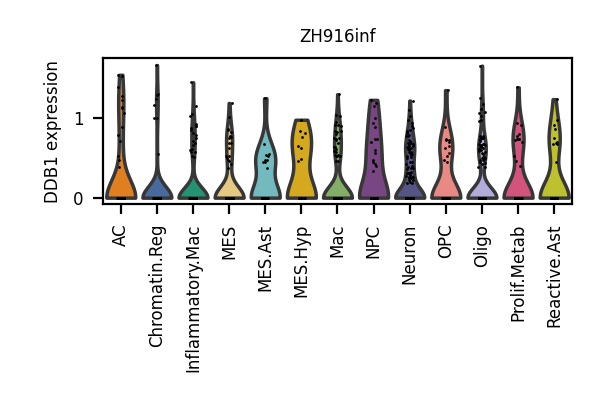 ZH916inf
DDB1 expression
1
0
AC
Chromatin.Reg
Inflammatory.Mac
MES
MES.Ast
MES.Hyp
Mac
NPC
Neuron
OPC
Oligo
Prolif.Metab
Reactive.Ast